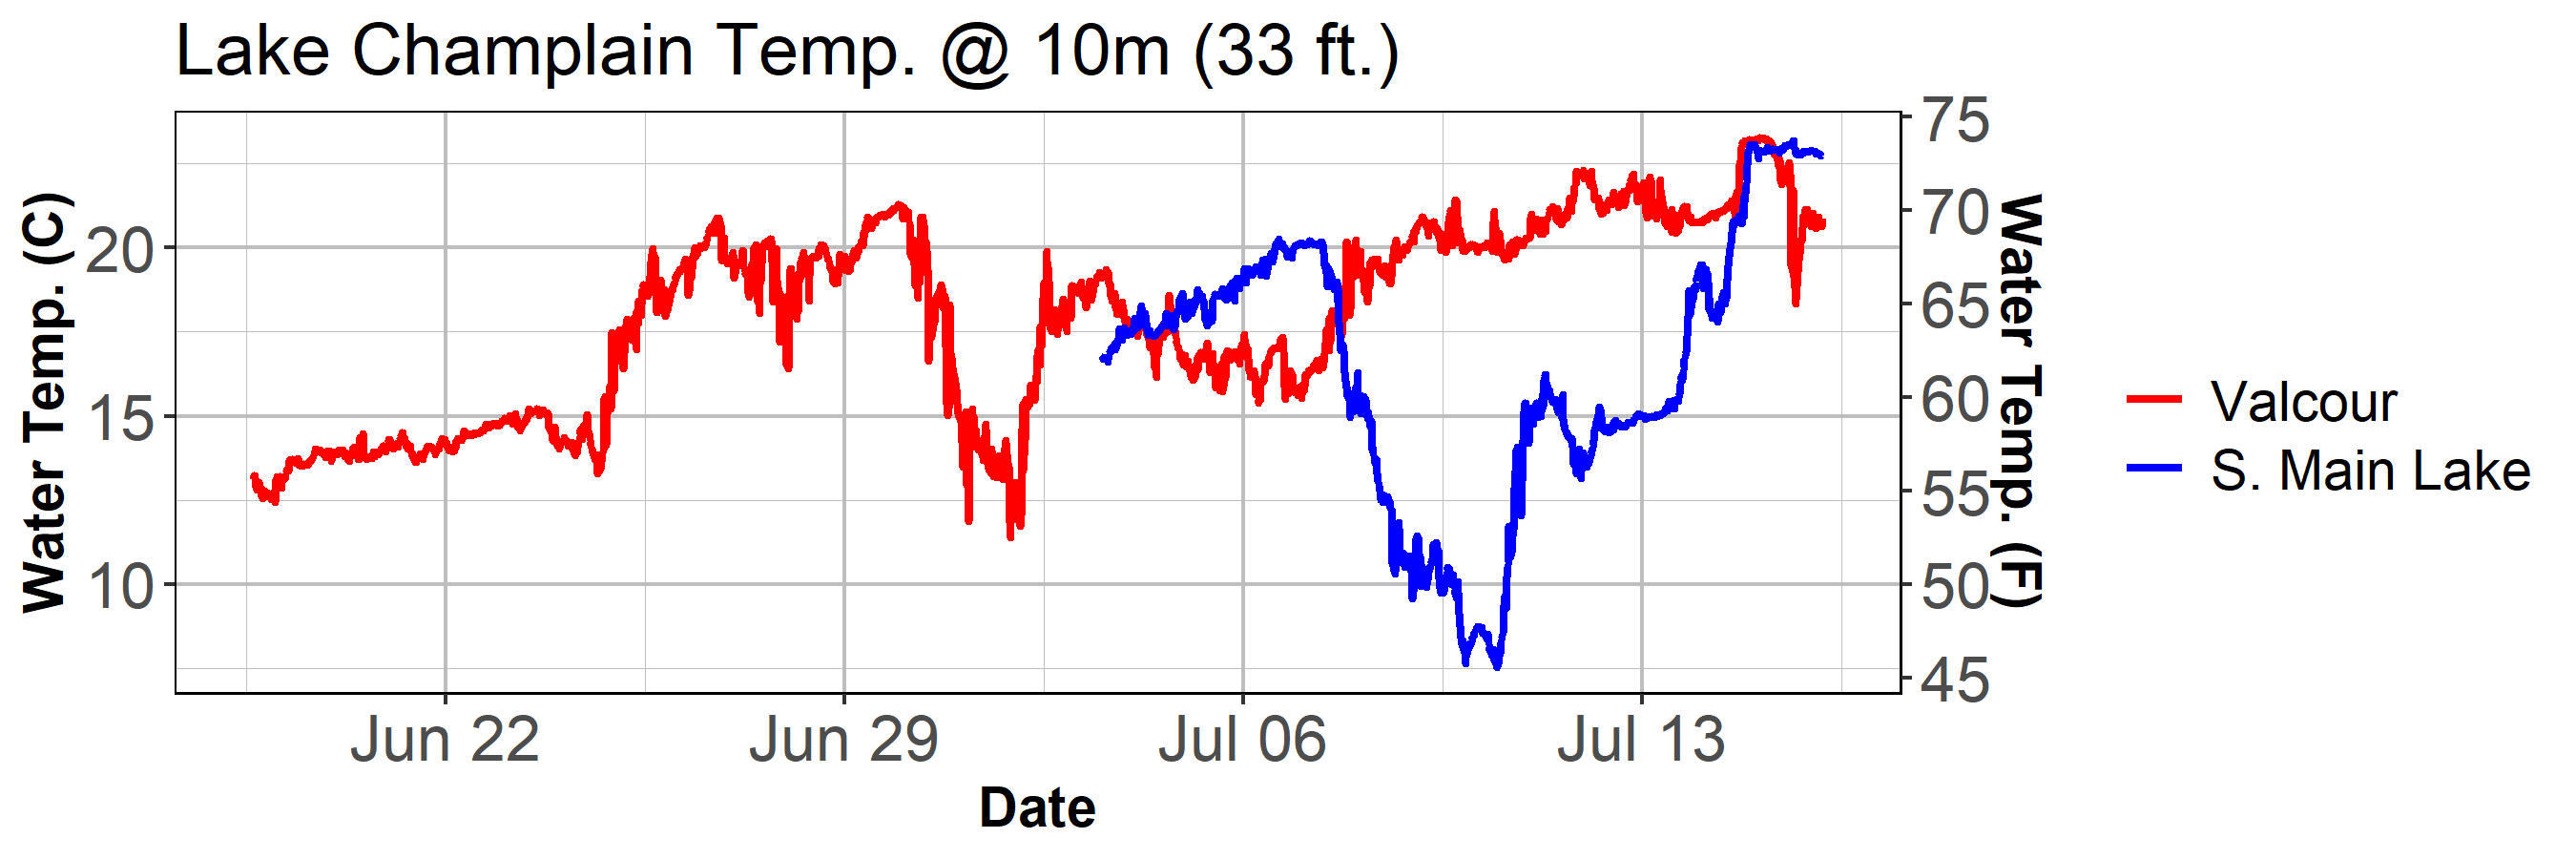 Lake Champlain Temp. @ 10m (33 ft.)
Water Temp. (C)
20
15
10
75
70
65
60
55
50
45
Water Temp. (F)
Jun 22
Jun 29
Jul 06
Jul 13
Date
Valcour
S. Main Lake